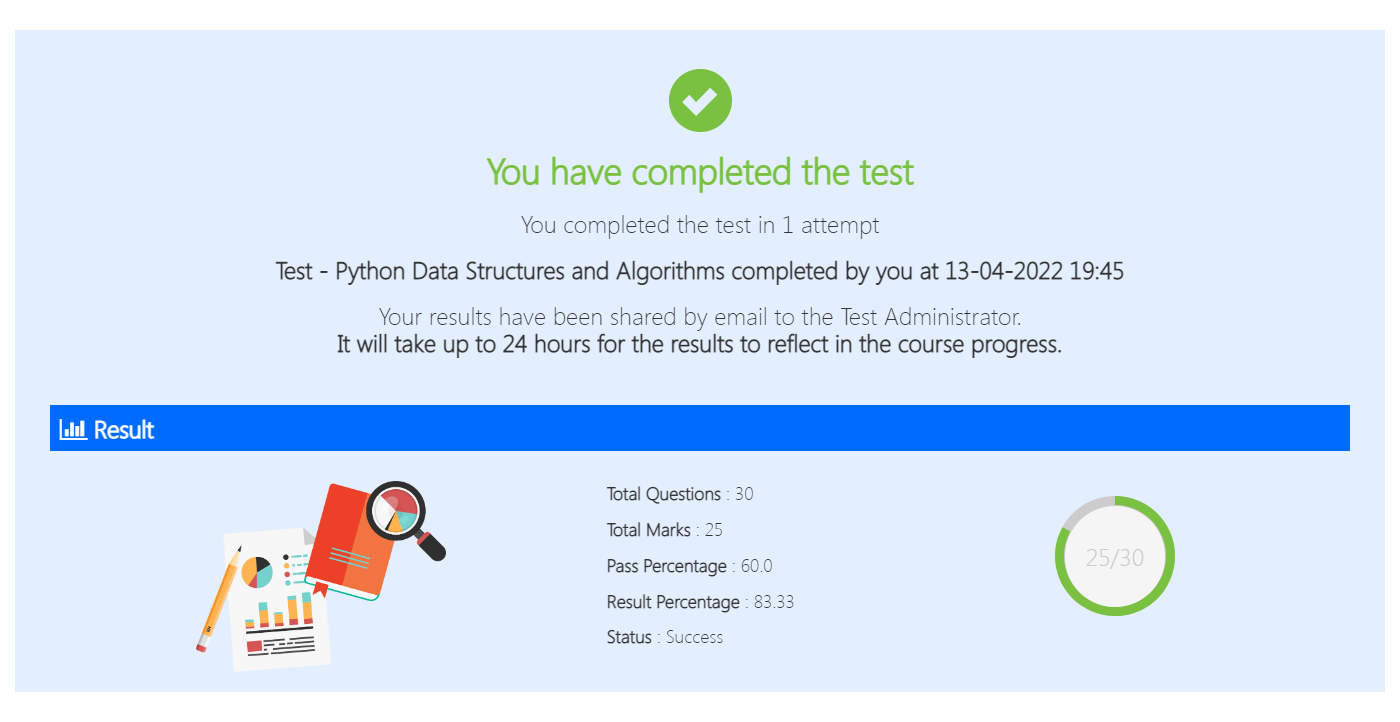 You have completed the test
You completed the test in 1 attempt
Test - Python Data Structures and Algorithms completed by you at 13-04-2022 19:45
Your results have been shared by email to the Test Administrator.
It will take up to 24 hours for the results to reflect in the course progress.
Result
Total Questions : 30
Total Marks : 25
Pass Percentage : 60.0
Result Percentage : 83.33
Status : Success
25/30